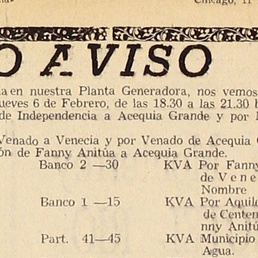 Chicago, 11
O AVISO
a en nuestra Planta Generadora, nos vemos
ueves 6 de Febrero, de las 18.30 a las 21.30 h
de Independencia a Acequia Grande y por
Venado a Venecia y por Venado de Acequia G
ón de Fanny Anitúa a Acequia Grande.
Banco 2 —30 KVA Por Fanny
de Vene
Nombre
Banco 1 —15 KVA Por Aquile
de Centen
nny Anitú
Part. 41—45 KVA Municipio
Agua.